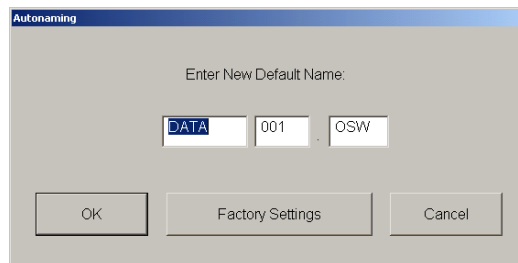 Autonaming
Enter New Default Name:
DATA 001 . OSW
OK Factory Settings Cancel